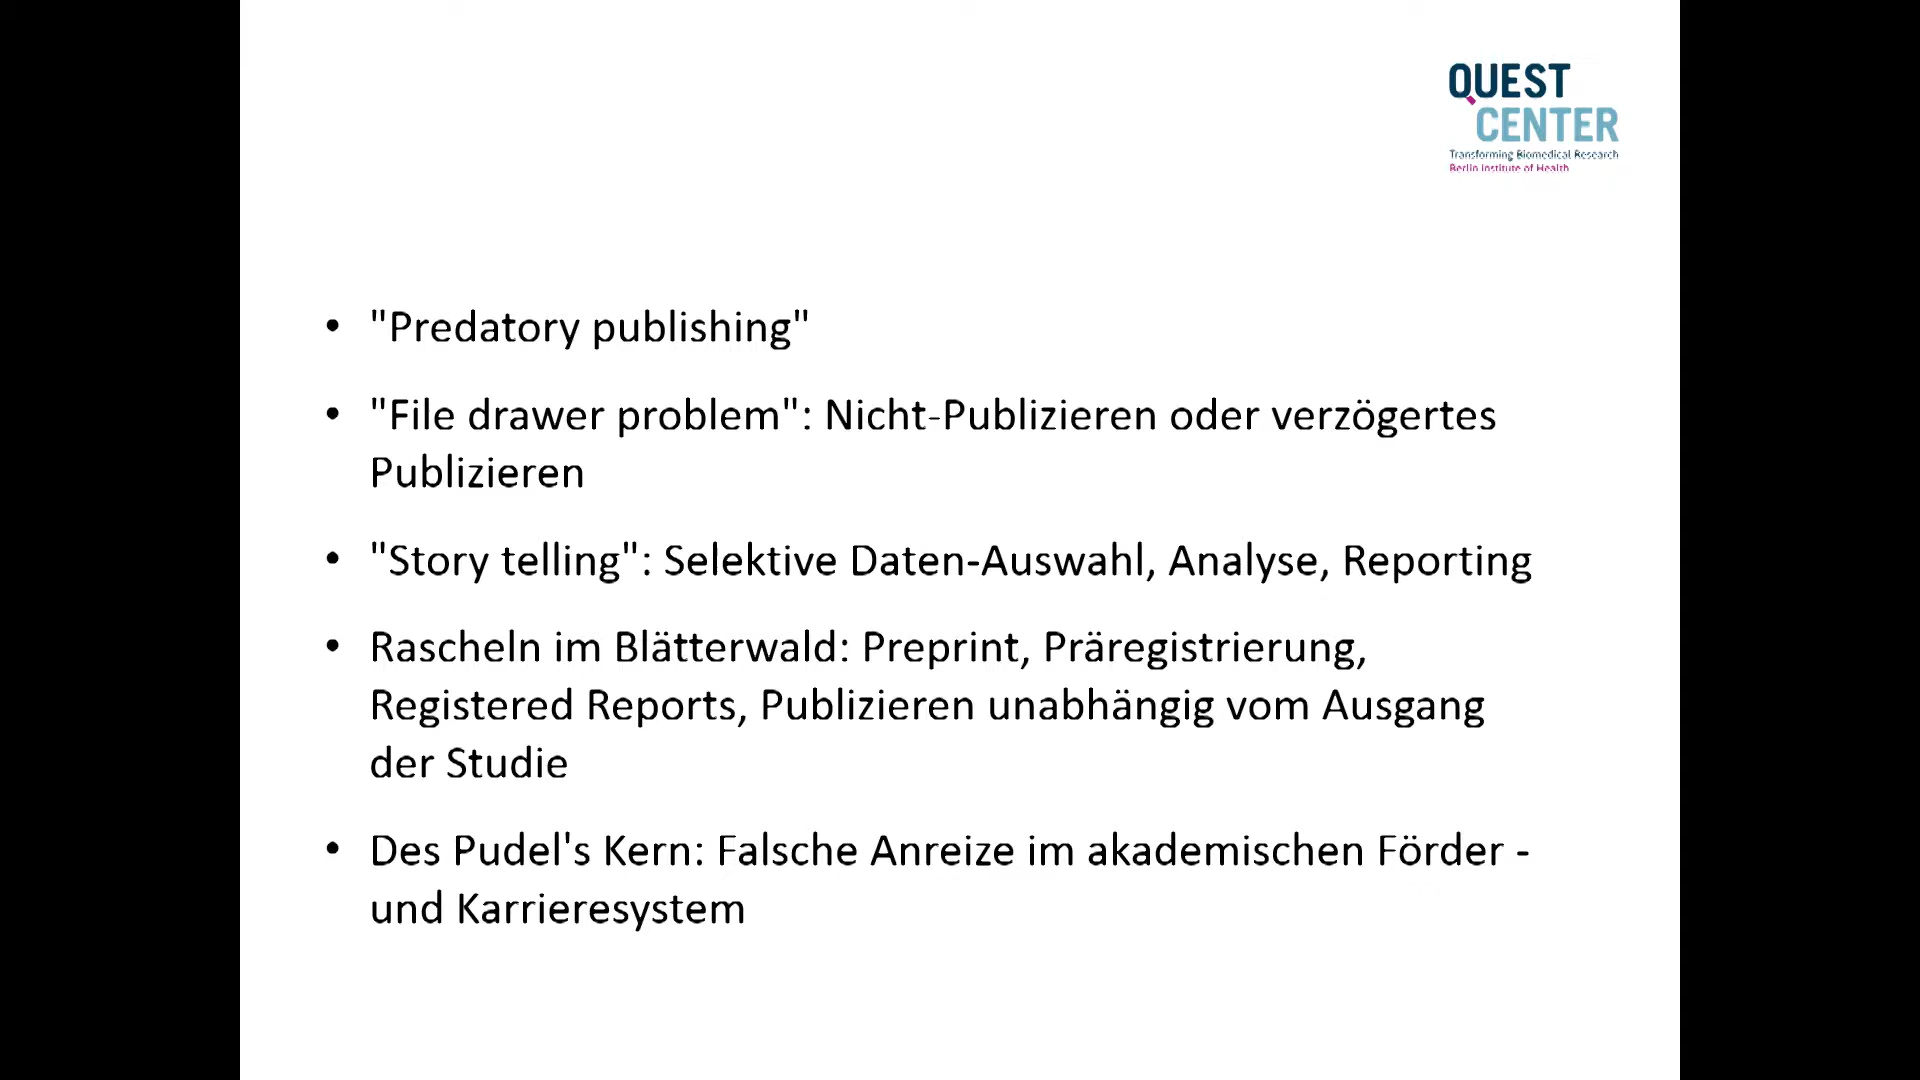 QUEST
CENTER
Transforming Biomedical Research
Berlin Institute of Health
• "Predatory publishing"
• "File drawer problem": Nicht-Publizieren oder verzögertes
Publizieren
• "Story telling": Selektive Daten-Auswahl, Analyse, Reporting
• Rascheln im Blätterwald: Preprint, Präregistrierung,
Registered Reports, Publizieren unabhängig vom Ausgang
der Studie
• Des Pudel's Kern: Falsche Anreize im akademischen Förder -
und Karrieresystem